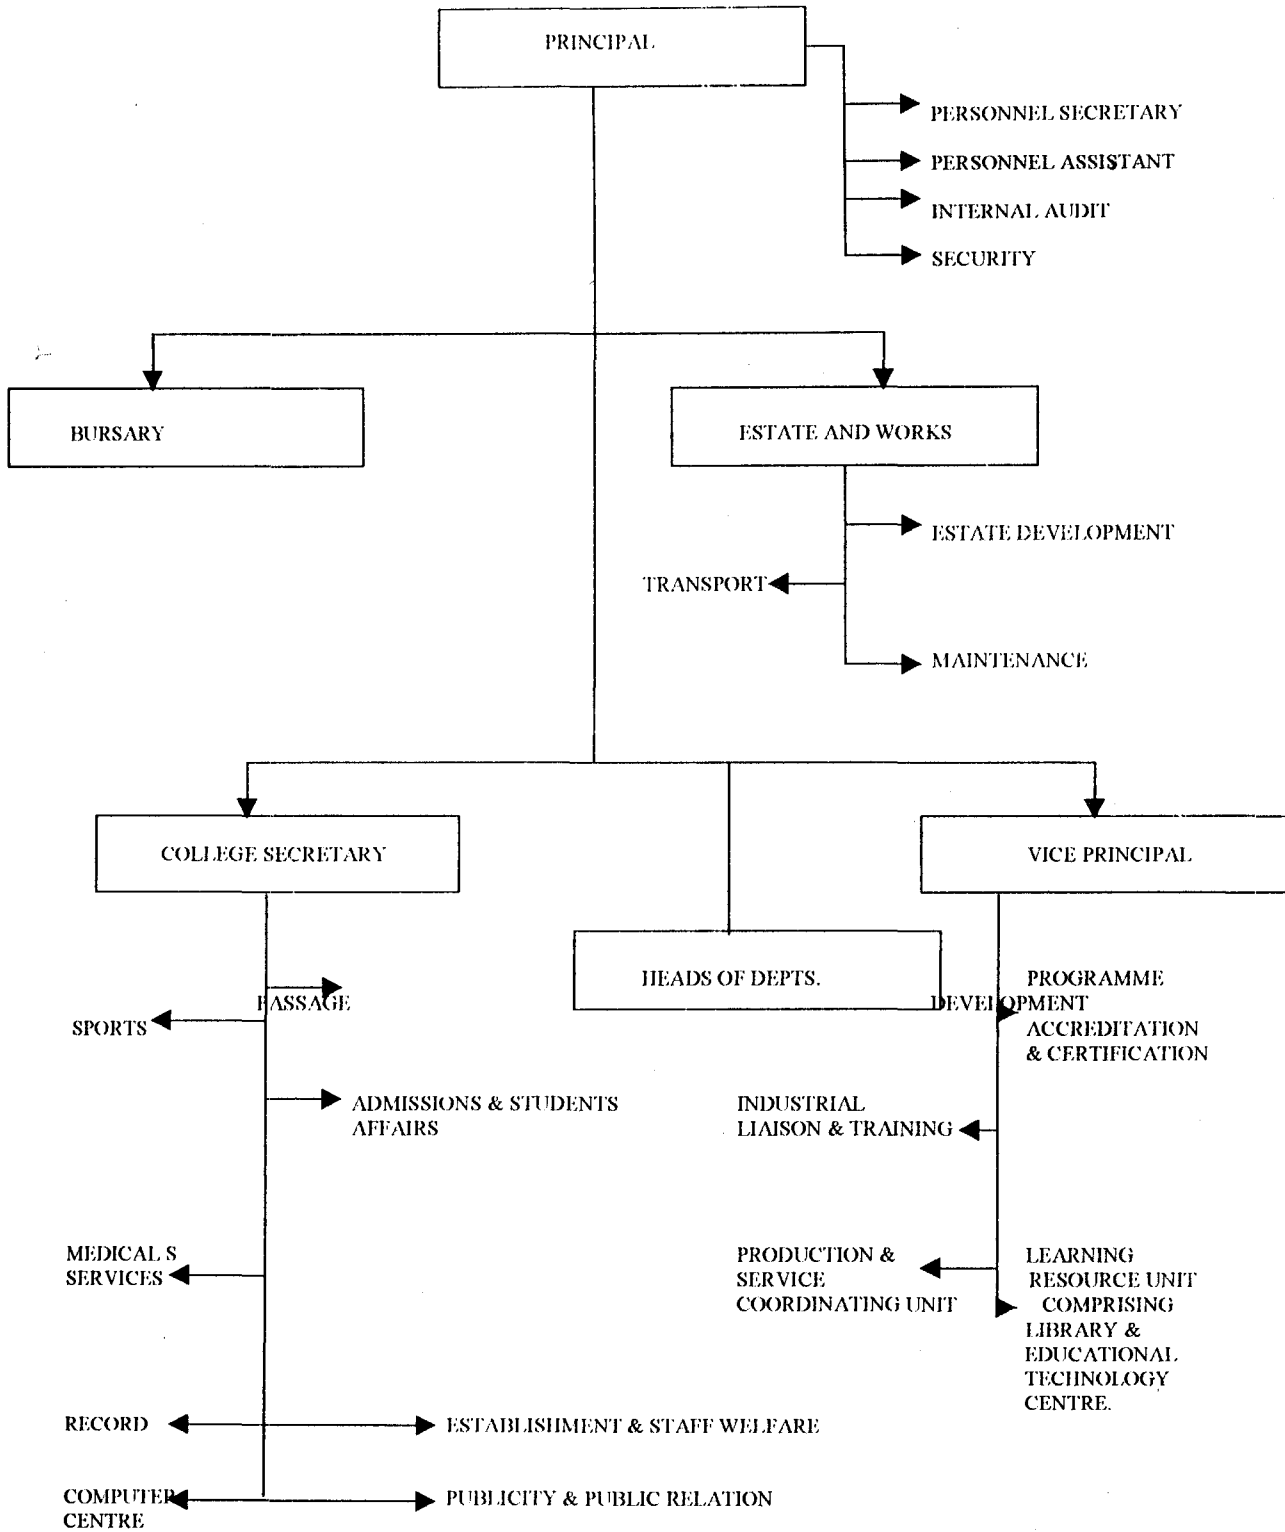 PRINCIPAL
PERSONNEL SECRETARY
PERSONNEL ASSISTANT
INTERNAL AUDIT
SECURITY
BURSARY
ESTATE AND WORKS
ESTATE DEVELOPMENT
TRANSPORT
MAINTENANCE
COLLEGE SECRETARY
VICE PRINCIPAL
HEADS OF DEPTS.
PASSAGE
SPORTS
ADMISSIONS & STUDENTS
AFFAIRS
MEDICAL S
SERVICES
RECORD
ESTABLISHMENT & STAFF WELFARE
COMPUTER
CENTRE
PUBLICITY & PUBLIC RELATION
PROGRAMME
DEVELOPMENT
ACCREDITATION
& CERTIFICATION
INDUSTRIAL
LIAISON & TRAINING
PRODUCTION &
SERVICE
COORDINATING UNIT
LEARNING
RESOURCE UNIT
COMPRISING
LIBRARY &
EDUCATIONAL
TECHNOLOGY
CENTRE.